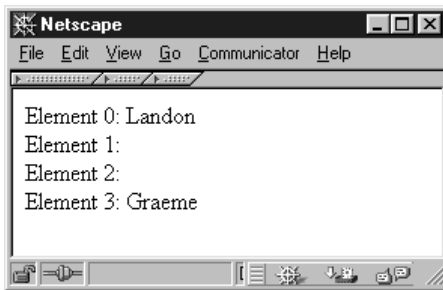 Netscape
File Edit View Go Communicator Help
Element 0: Landon
Element 1:
Element 2:
Element 3: Graeme